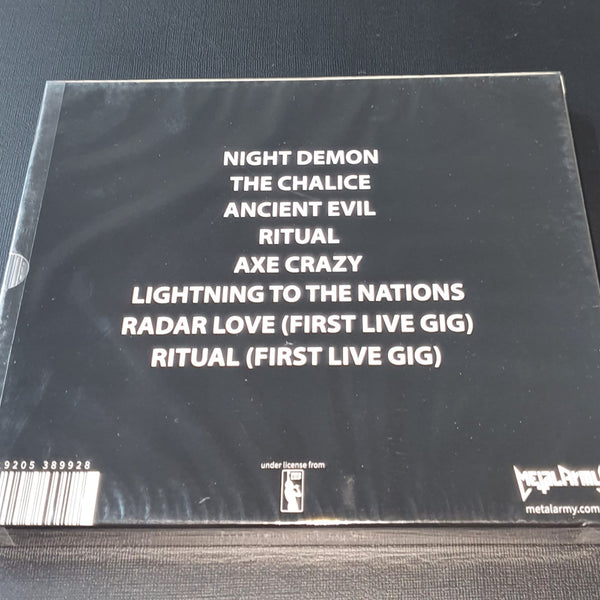 NIGHT DEMON
THE CHALICE
ANCIENT EVIL
RITUAL
AXE CRAZY
LIGHTNING TO THE NATIONS
RADAR LOVE (FIRST LIVE GIG)
RITUAL (FIRST LIVE GIG)
9205 389928
under license from
METALARMY
metalarmy.com